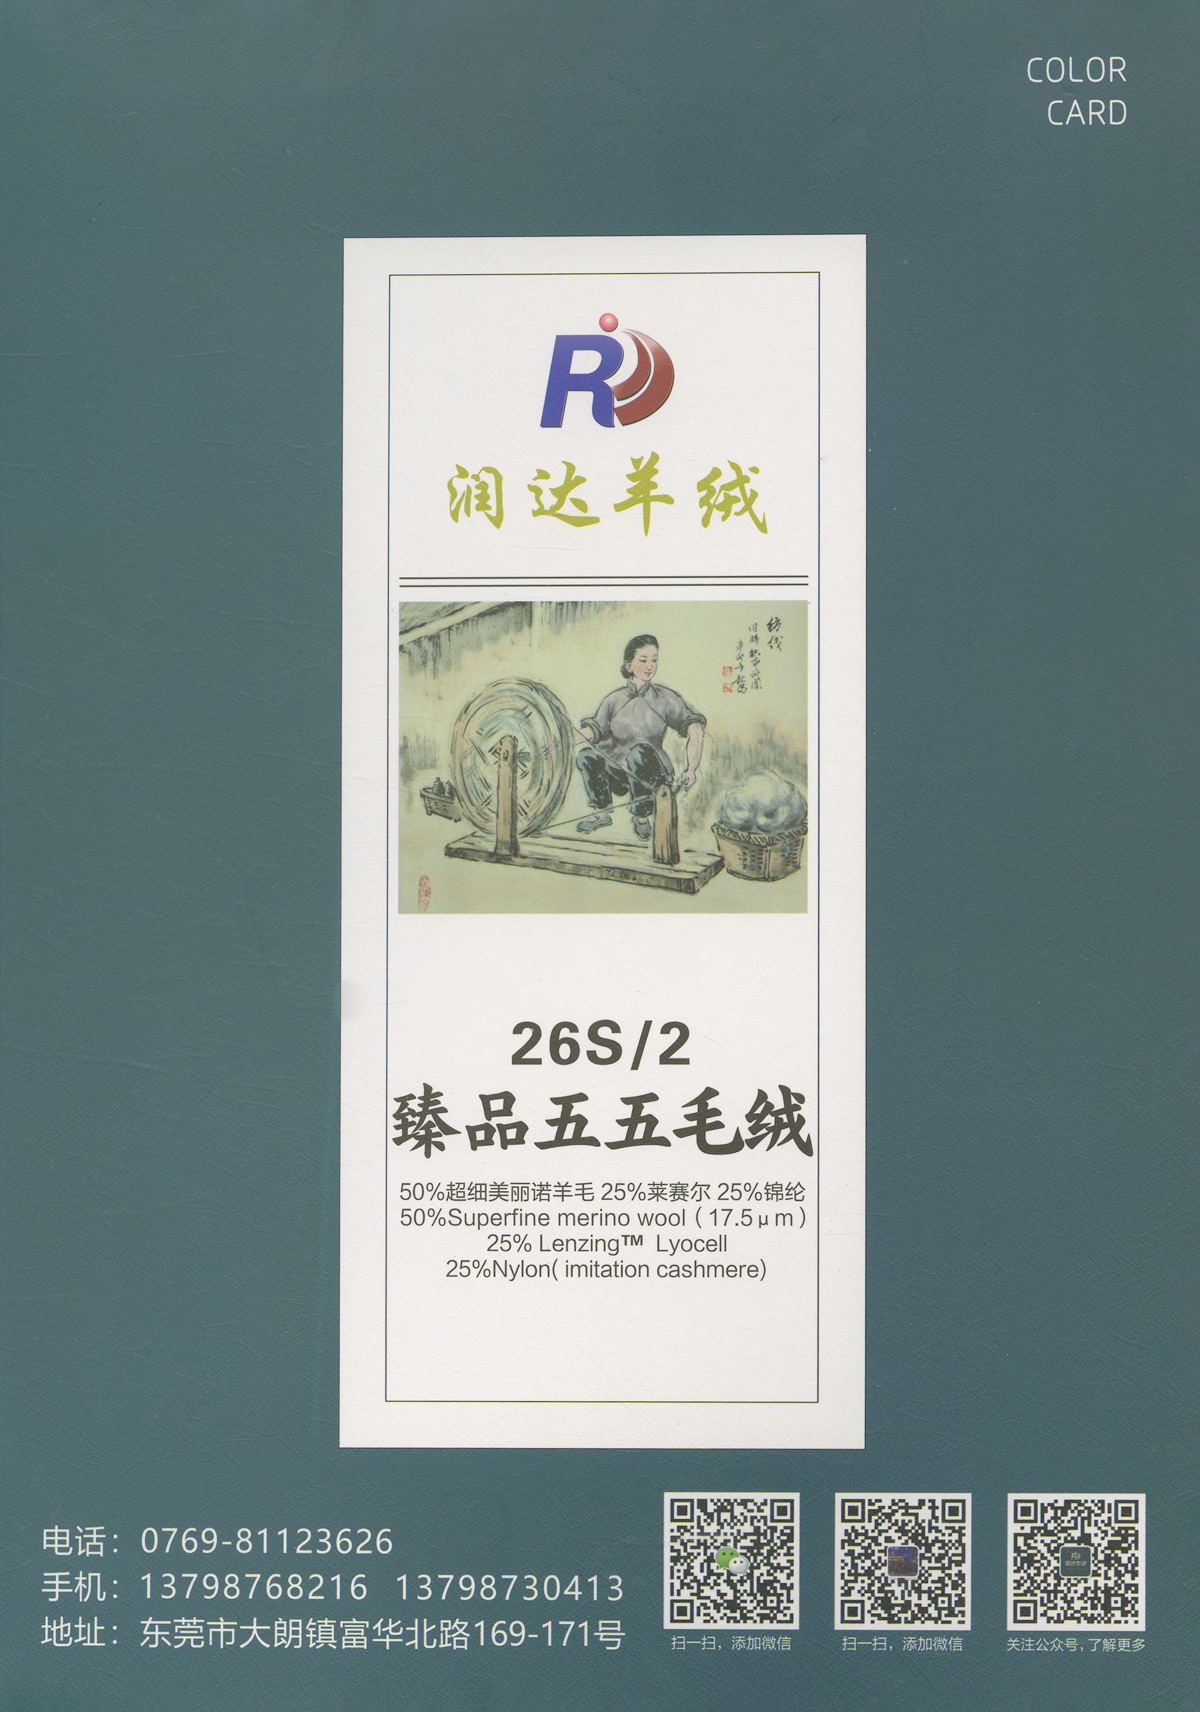 COLOR
CARD
润达羊绒
纺线
26S/2
臻品五五毛绒
50%超细美丽诺羊毛 25%莱赛尔 25%锦纶
50%Superfine merino wool（17.5μm）
25% Lenzing™ Lyocell
25%Nylon( imitation cashmere)
电话：0769-81123626
手机：13798768216 13798730413
地址：东莞市大朗镇富华北路169-171号
扫一扫，添加微信
扫一扫，添加微信
关注公众号，了解更多